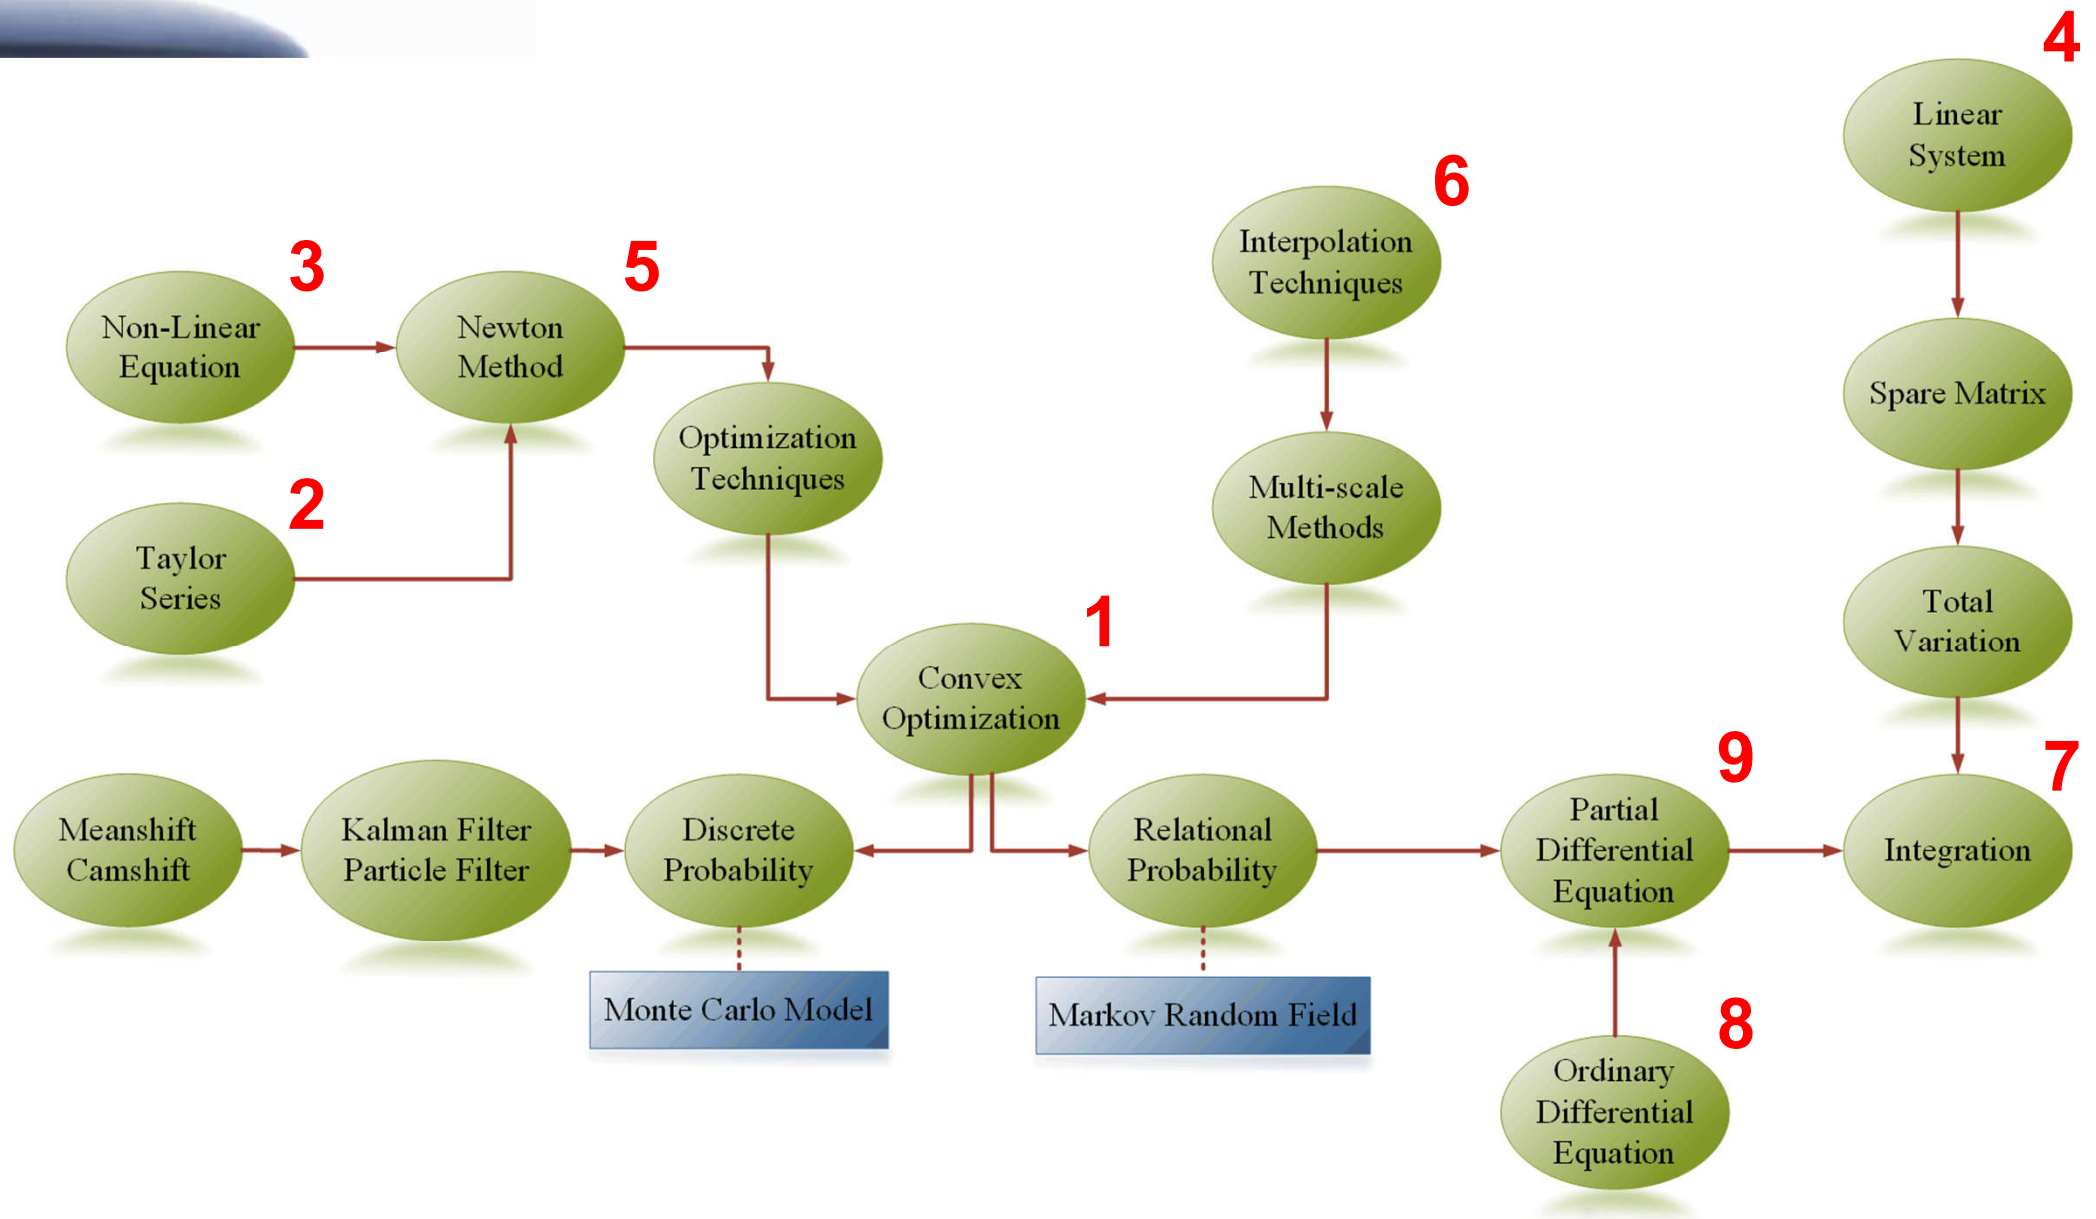 4
Linear
System
6
Interpolation
Techniques
3
Non-Linear
Equation
5
Newton
Method
Spare Matrix
Optimization
Techniques
Multi-scale
Methods
2
Taylor
Series
Total
Variation
1
Convex
Optimization
Meanshift
Camshift
Kalman Filter
Particle Filter
Discrete
Probability
Relational
Probability
9
Partial
Differential
Equation
7
Integration
Monte Carlo Model
Markov Random Field
8
Ordinary
Differential
Equation